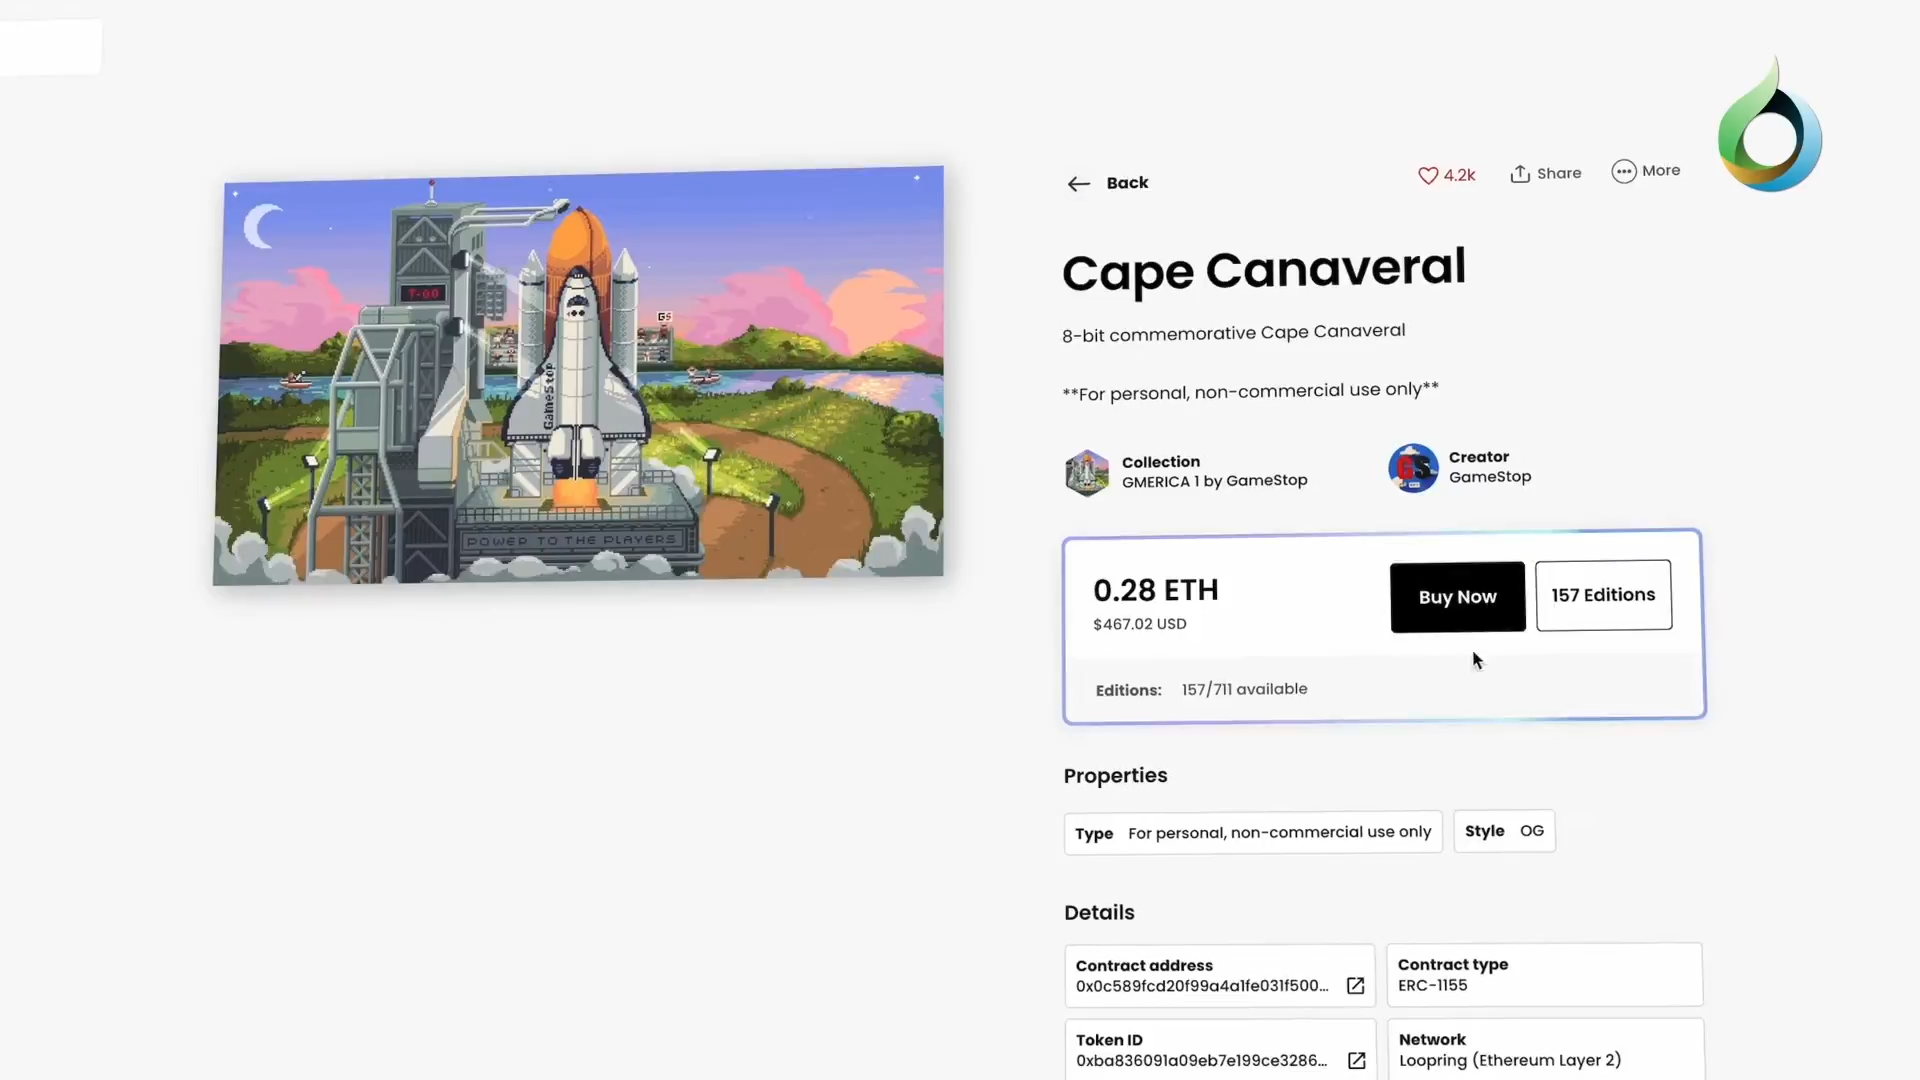 T-00
GS
GameStop
POWER TO THE PLAYERS
Back
4.2k
Share
More
Cape Canaveral
8-bit commemorative Cape Canaveral
**For personal, non-commercial use only**
Collection
GMERICA 1 by GameStop
GS
Creator
GameStop
0.28 ETH
$467.02 USD
Buy Now
157 Editions
Editions: 157/711 available
Properties
Type For personal, non-commercial use only
Style OG
Details
Contract address
0x0c589fcd20f99a4a1fe031f500...
Contract type
ERC-1155
Token ID
0xba836091a09eb7e199ce3286...
Network
Loopring (Ethereum Layer 2)